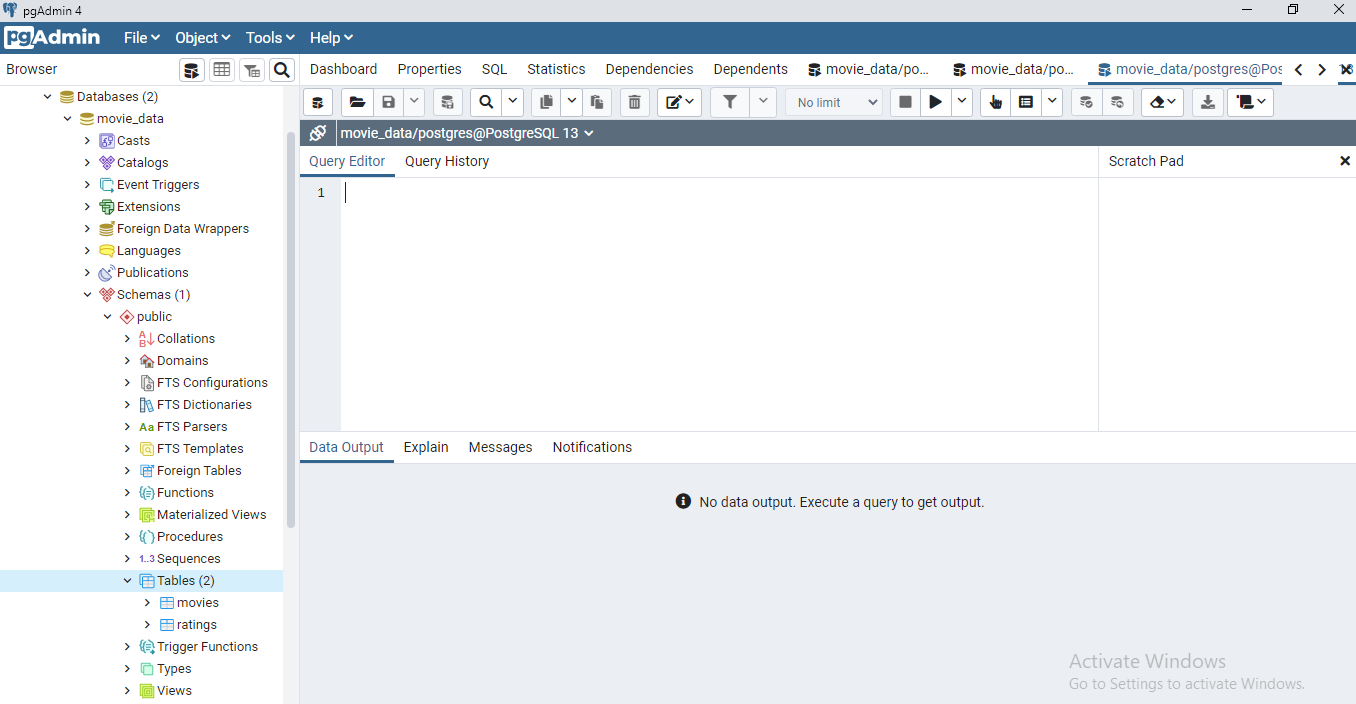 pgAdmin 4
pgAdmin File Object Tools Help
Browser
Dashboard Properties SQL Statistics Dependencies Dependents movie_data/po... movie_data/po... movie_data/postgres@Pos
No limit
movie_data/postgres@PostgreSQL 13
Query Editor Query History
Scratch Pad
1
Databases (2)
movie_data
Casts
Catalogs
Event Triggers
Extensions
Foreign Data Wrappers
Languages
Publications
Schemas (1)
public
Collations
Domains
FTS Configurations
FTS Dictionaries
Aa FTS Parsers
FTS Templates
Foreign Tables
Functions
Materialized Views
Procedures
1..3 Sequences
Tables (2)
movies
ratings
Trigger Functions
Types
Views
Data Output Explain Messages Notifications
No data output. Execute a query to get output.
Activate Windows
Go to Settings to activate Windows.